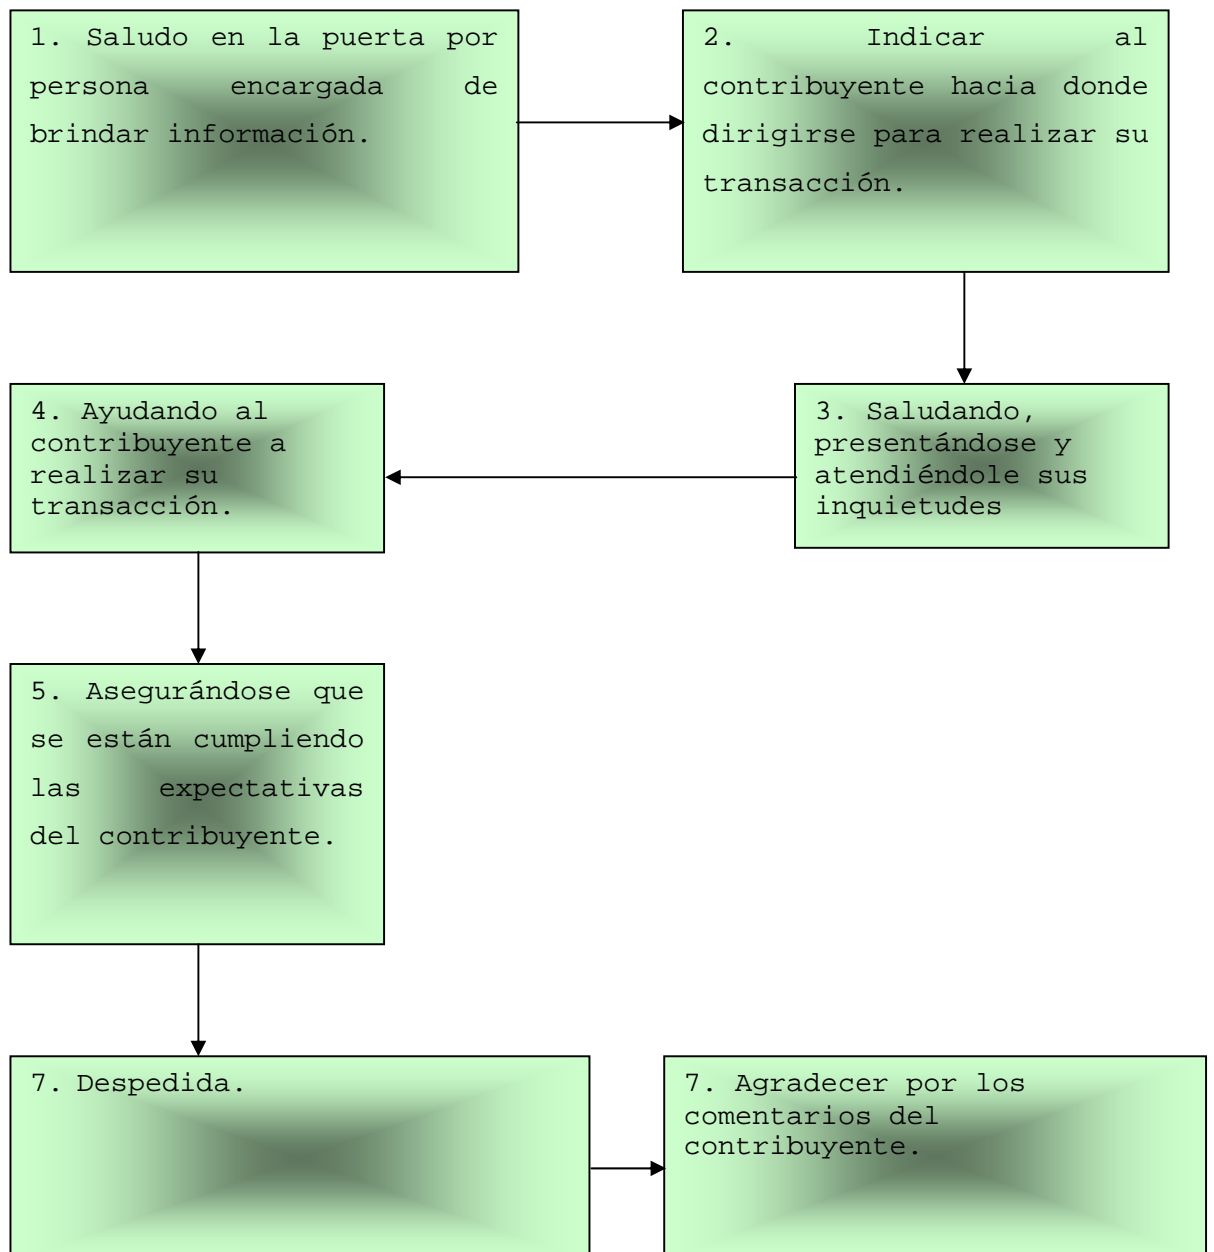 1. Saludo en la puerta por
persona encargada de
brindar información.
2. Indicar al
contribuyente hacia donde
dirigirse para realizar su
transacción.
3. Saludando,
presentándose y
atendiéndole sus
inquietudes
4. Ayudando al
contribuyente a
realizar su
transacción.
5. Asegurándose que
se están cumpliendo
las expectativas
del contribuyente.
7. Despedida.
7. Agradecer por los
comentarios del
contribuyente.